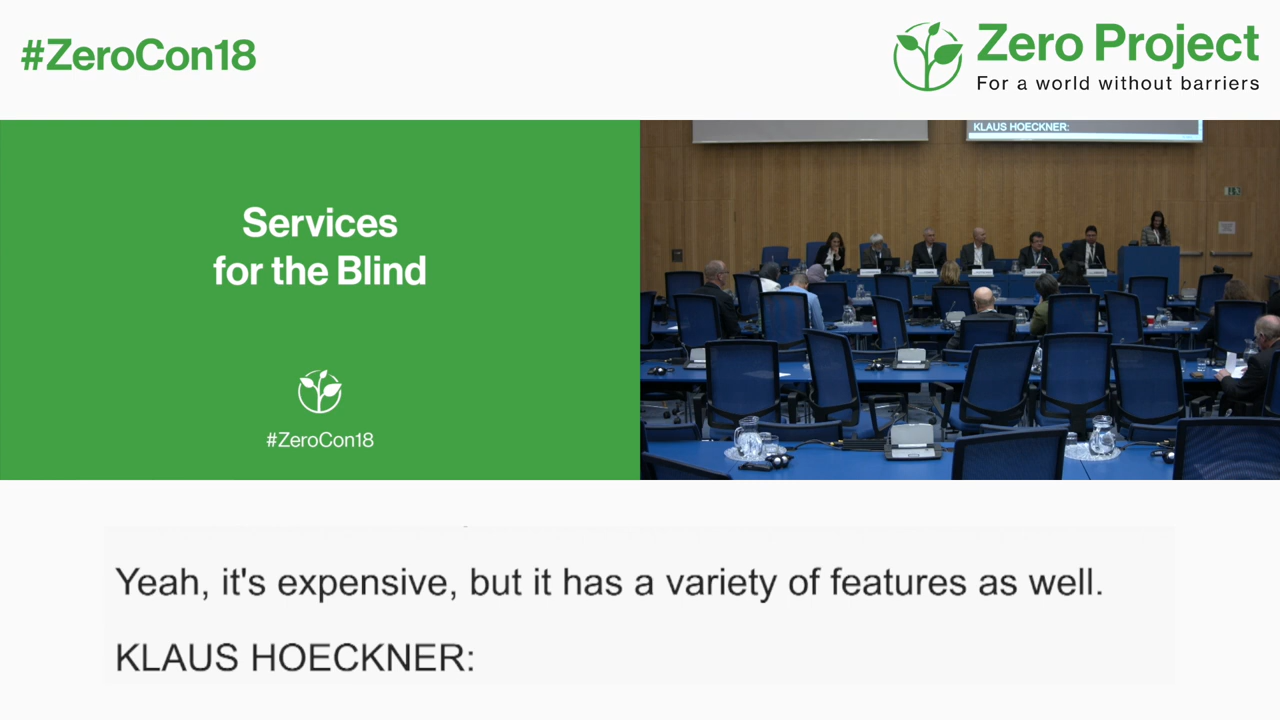 #ZeroCon18
Zero Project
For a world without barriers
KLAUS HOECKNER:
Services
for the Blind
#ZeroCon18
Yeah, it's expensive, but it has a variety of features as well.
KLAUS HOECKNER: